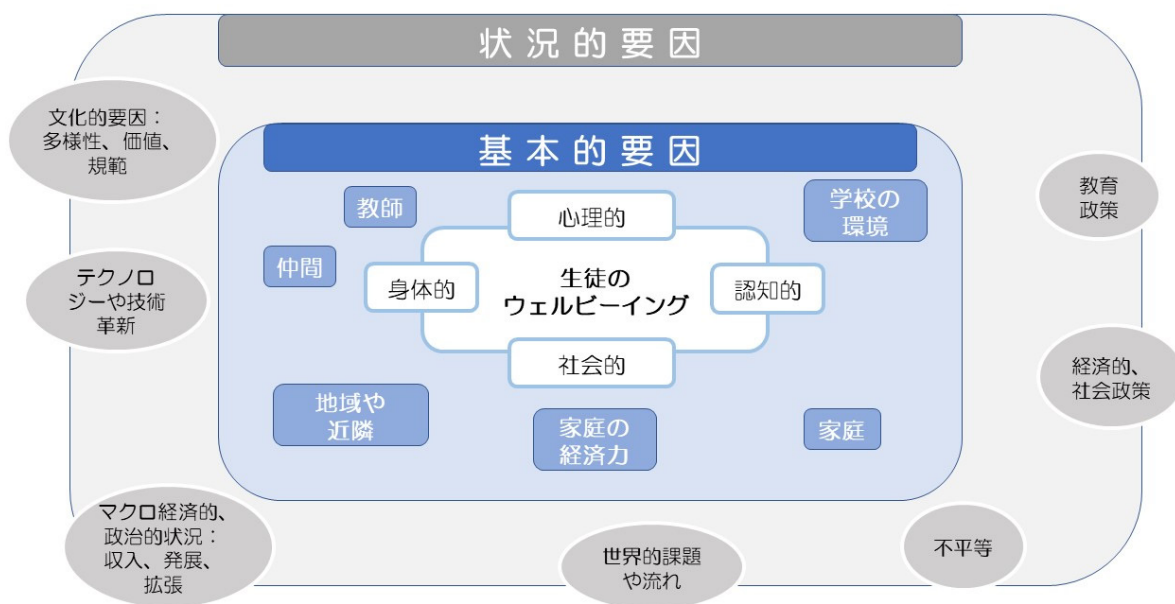 状況的要因
文化的要因：
多様性、価値、
規範
基本的要因
教師
心理的
学校の
環境
教育
政策
仲間
身体的
生徒の
ウェルビーイング
認知的
テクノロ
ジーや技術
革新
社会的
経済的、
社会政策
地域や
近隣
家庭の
経済力
家庭
マクロ経済的、
政治的状況：
収入、発展、
拡張
世界的課題
や流れ
不平等